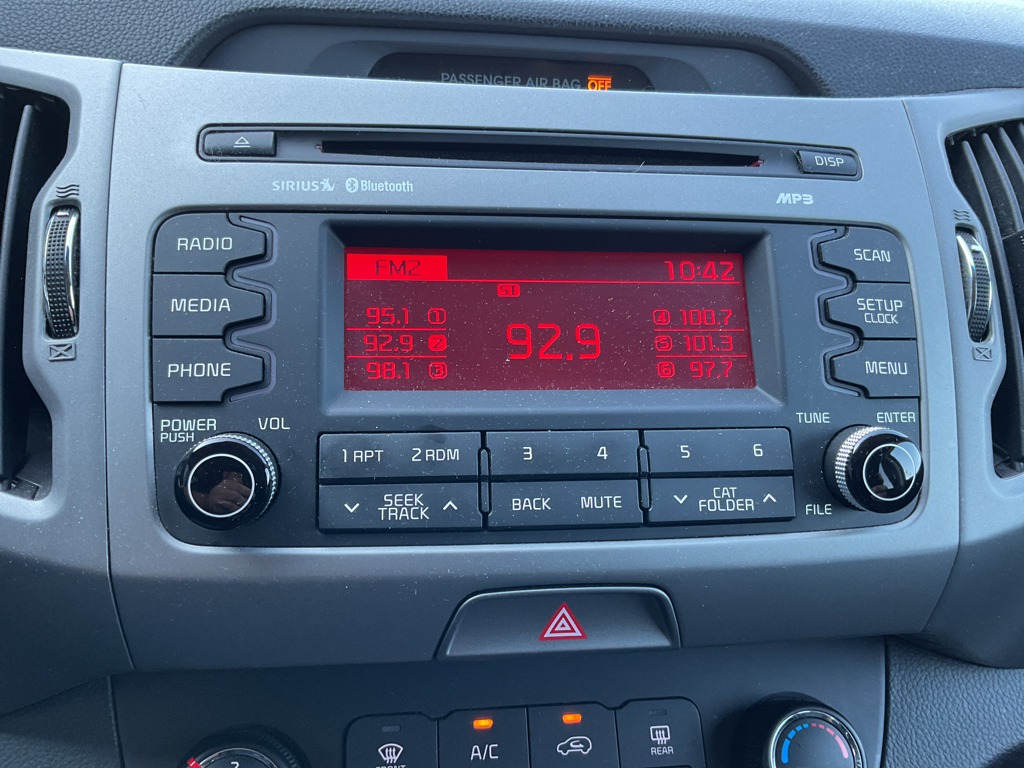 PASSENGER AIR BAG OFF
DISP
SIRIUS Bluetooth
MP3
RADIO
MEDIA
PHONE
SCAN
SETUP
CLOCK
MENU
FM2
10:42
ST
95.1 1
92.9 2
98.1 3
92.9
4 100.7
5 101.3
6 97.7
POWER
PUSH
VOL
TUNE
ENTER
FILE
1 RPT 2 RDM
3 4
5 6
SEEK
TRACK
BACK MUTE
CAT
FOLDER
FRONT
A/C
REAR
2